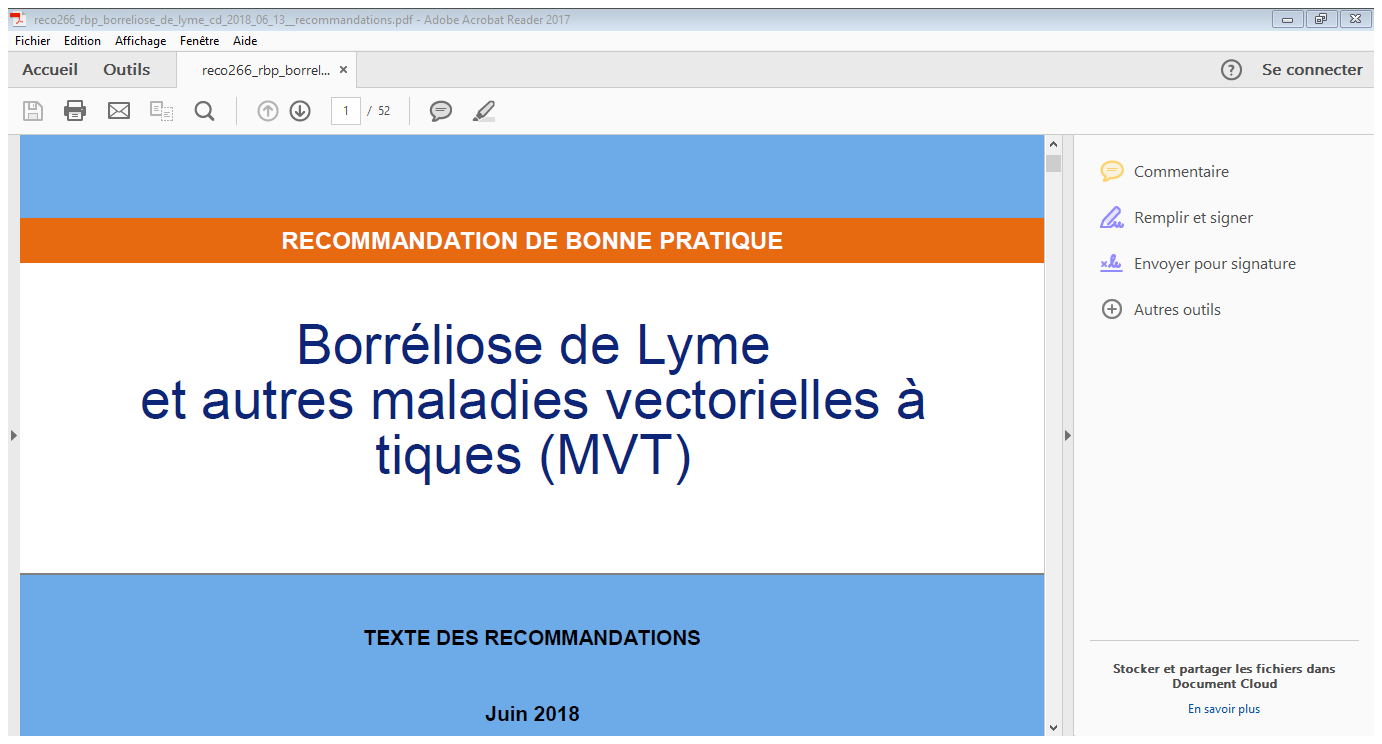 reco266_rbp_borreliose_de_lyme_cd_2018_06_13__recommandations.pdf - Adobe Acrobat Reader 2017
Fichier Edition Affichage Fenêtre Aide
Accueil Outils reco266_rbp_borrel... × ? Se connecter
1 / 52
RECOMMANDATION DE BONNE PRATIQUE
Borréliose de Lyme
et autres maladies vectorielles à
tiques (MVT)
TEXTE DES RECOMMANDATIONS
Juin 2018
Commentaire
Remplir et signer
Envoyer pour signature
Autres outils
Stocker et partager les fichiers dans
Document Cloud
En savoir plus